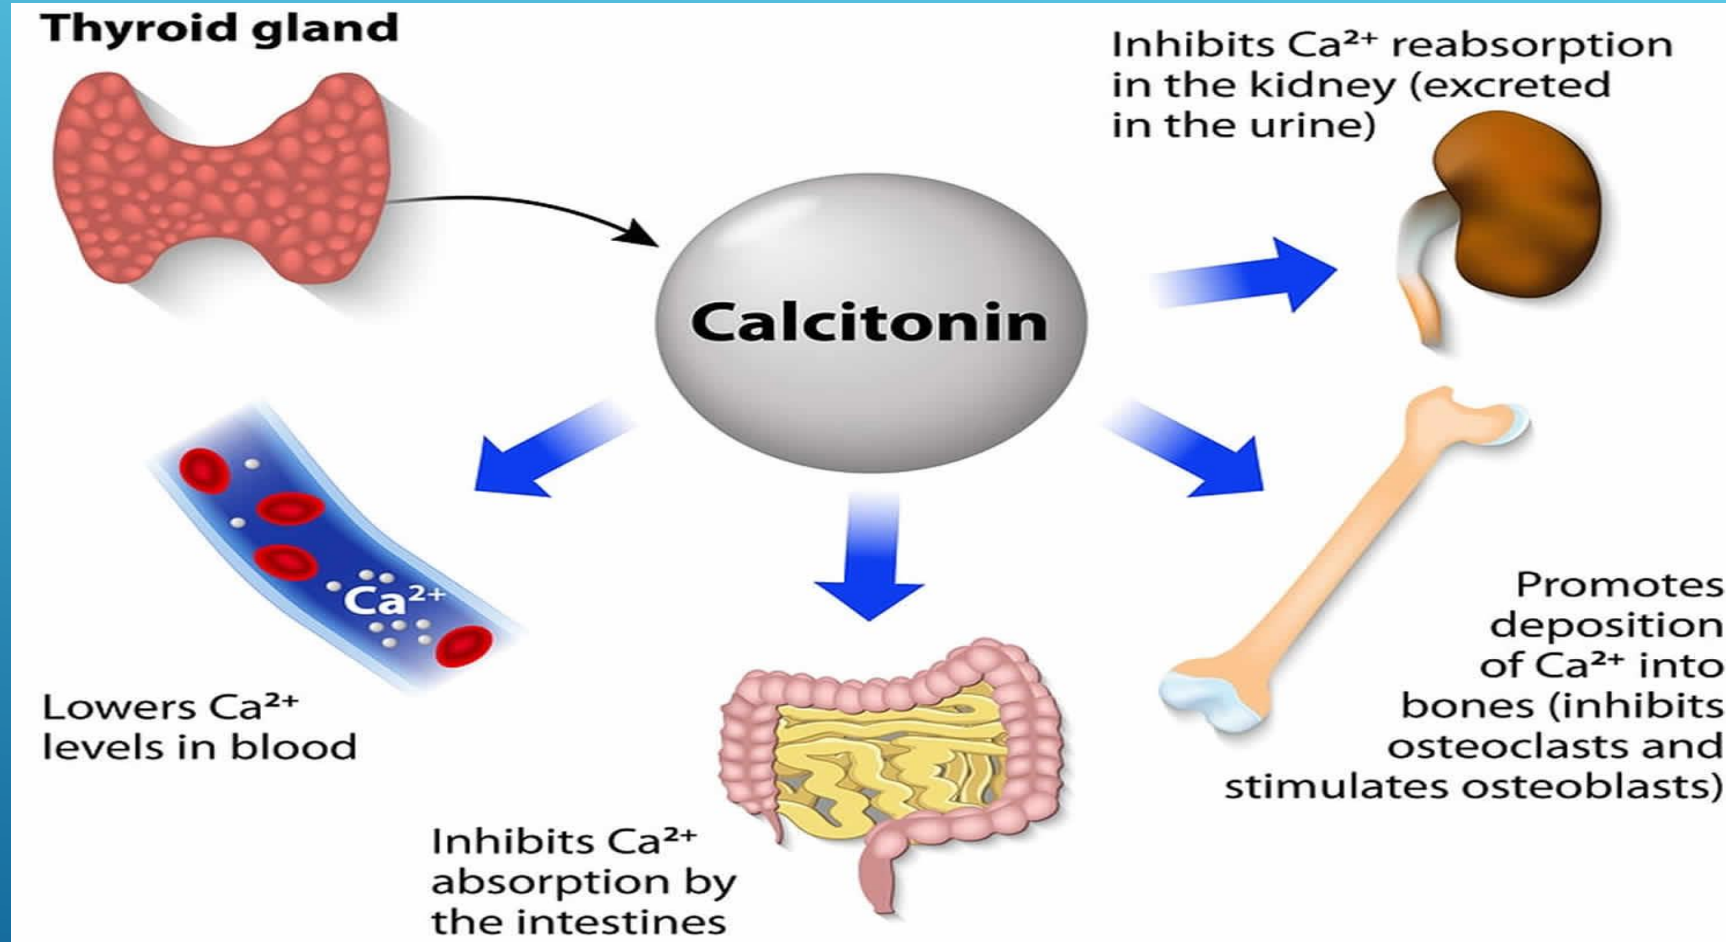 Thyroid gland
Inhibits Ca²⁺ reabsorption
in the kidney (excreted
in the urine)
Calcitonin
Ca²⁺
Lowers Ca²⁺
levels in blood
Inhibits Ca²⁺
absorption by
the intestines
Promotes
deposition
of Ca²⁺ into
bones (inhibits
osteoclasts and
stimulates osteoblasts)